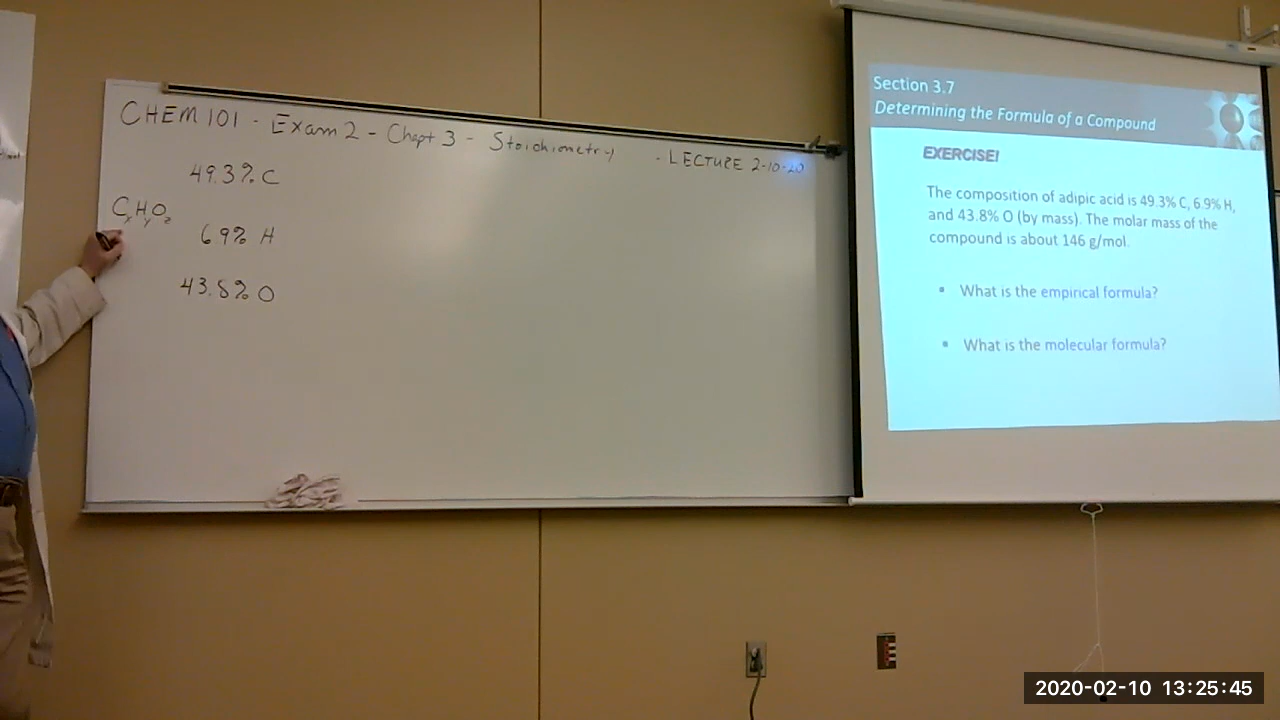 CHEM 101 - Exam 2 - Chapt 3 - Stoichiometry - LECTURE 2-10-20
49.3% C
CxHyOz
6.9% H
43.8% O
Section 3.7
Determining the Formula of a Compound
EXERCISE!
The composition of adipic acid is 49.3% C, 6.9% H,
and 43.8% O (by mass). The molar mass of the
compound is about 146 g/mol.
• What is the empirical formula?
• What is the molecular formula?
2020-02-10 13:25:45